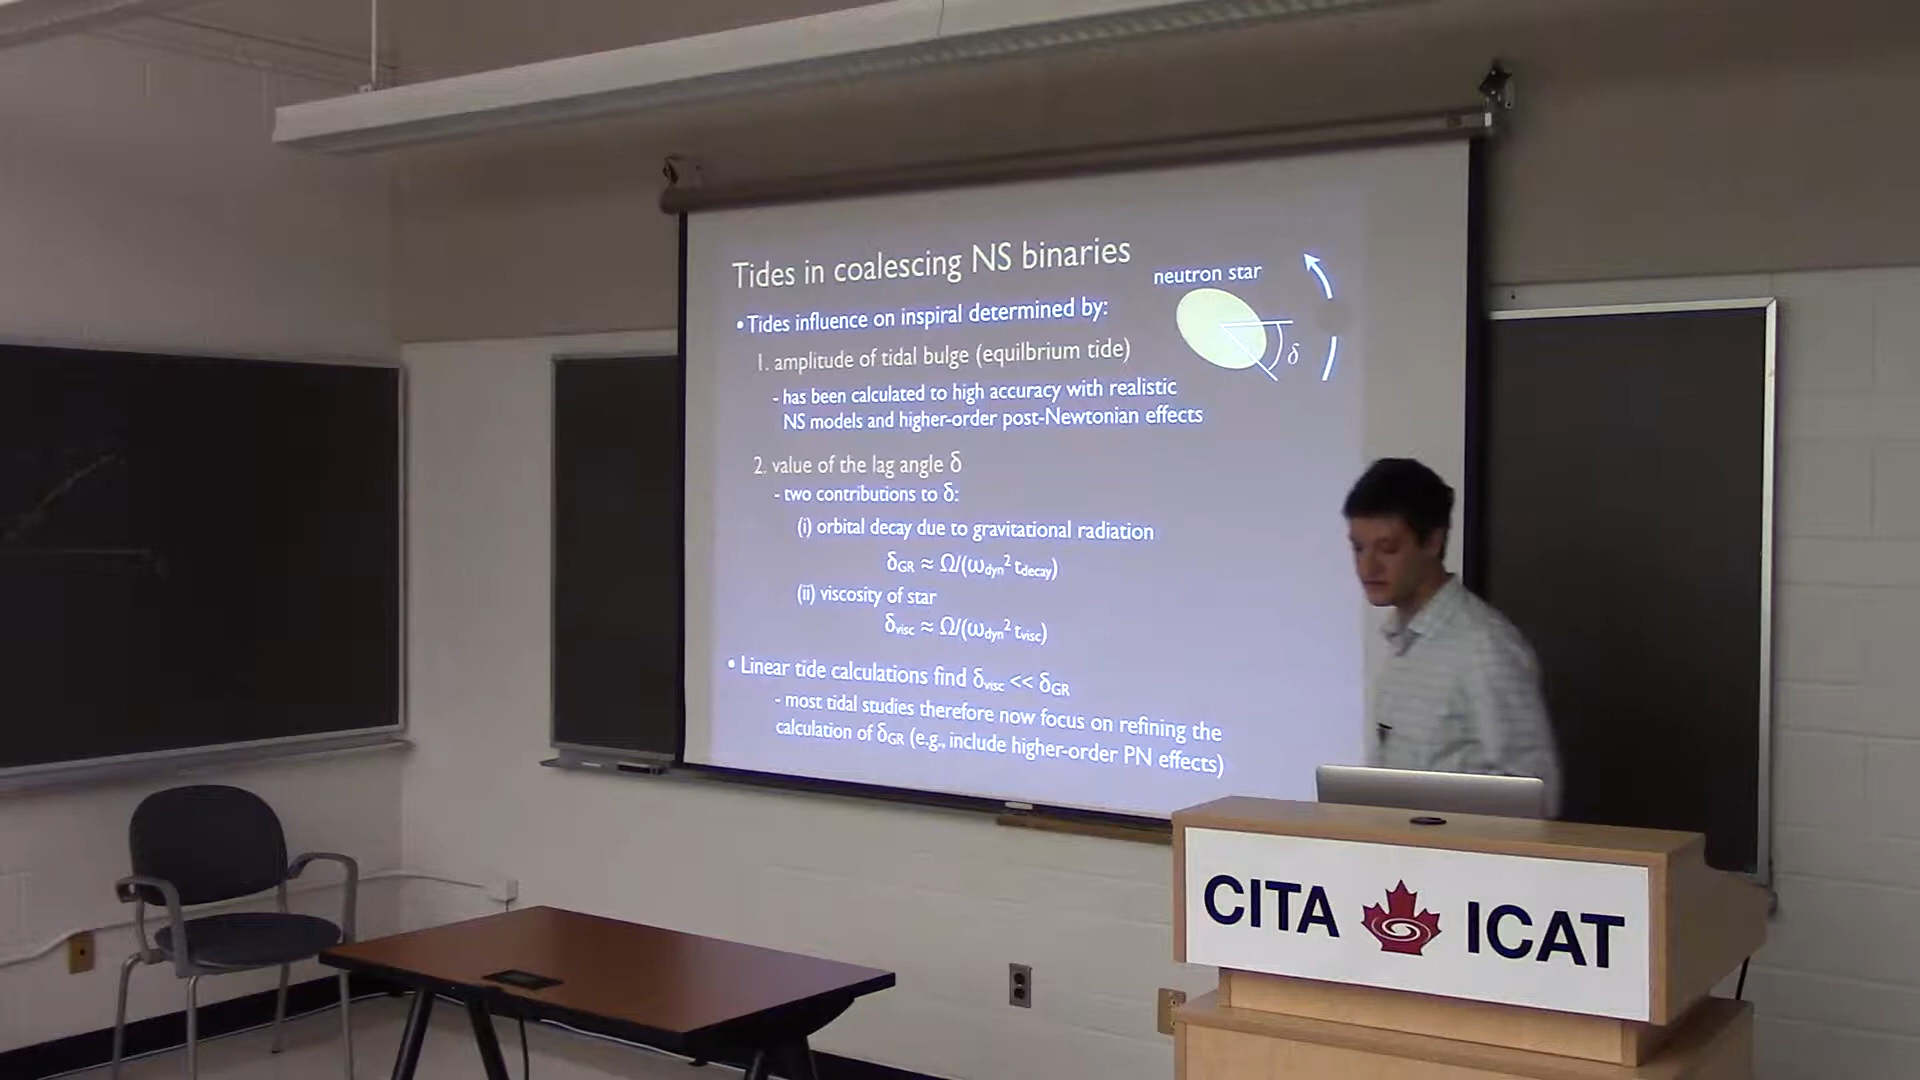 Tides in coalescing NS binaries
neutron star
• Tides influence on inspiral determined by:
1. amplitude of tidal bulge (equilbrium tide)
δ
- has been calculated to high accuracy with realistic
NS models and higher-order post-Newtonian effects
2. value of the lag angle δ
- two contributions to δ:
(i) orbital decay due to gravitational radiation
δGR ≈ Ω/(ωdyn² τdecay)
(ii) viscosity of star
δvisc ≈ Ω/(ωdyn² τvisc)
• Linear tide calculations find δvisc << δGR
- most tidal studies therefore now focus on refining the
calculation of δGR (e.g., include higher-order PN effects)
CITA ICAT